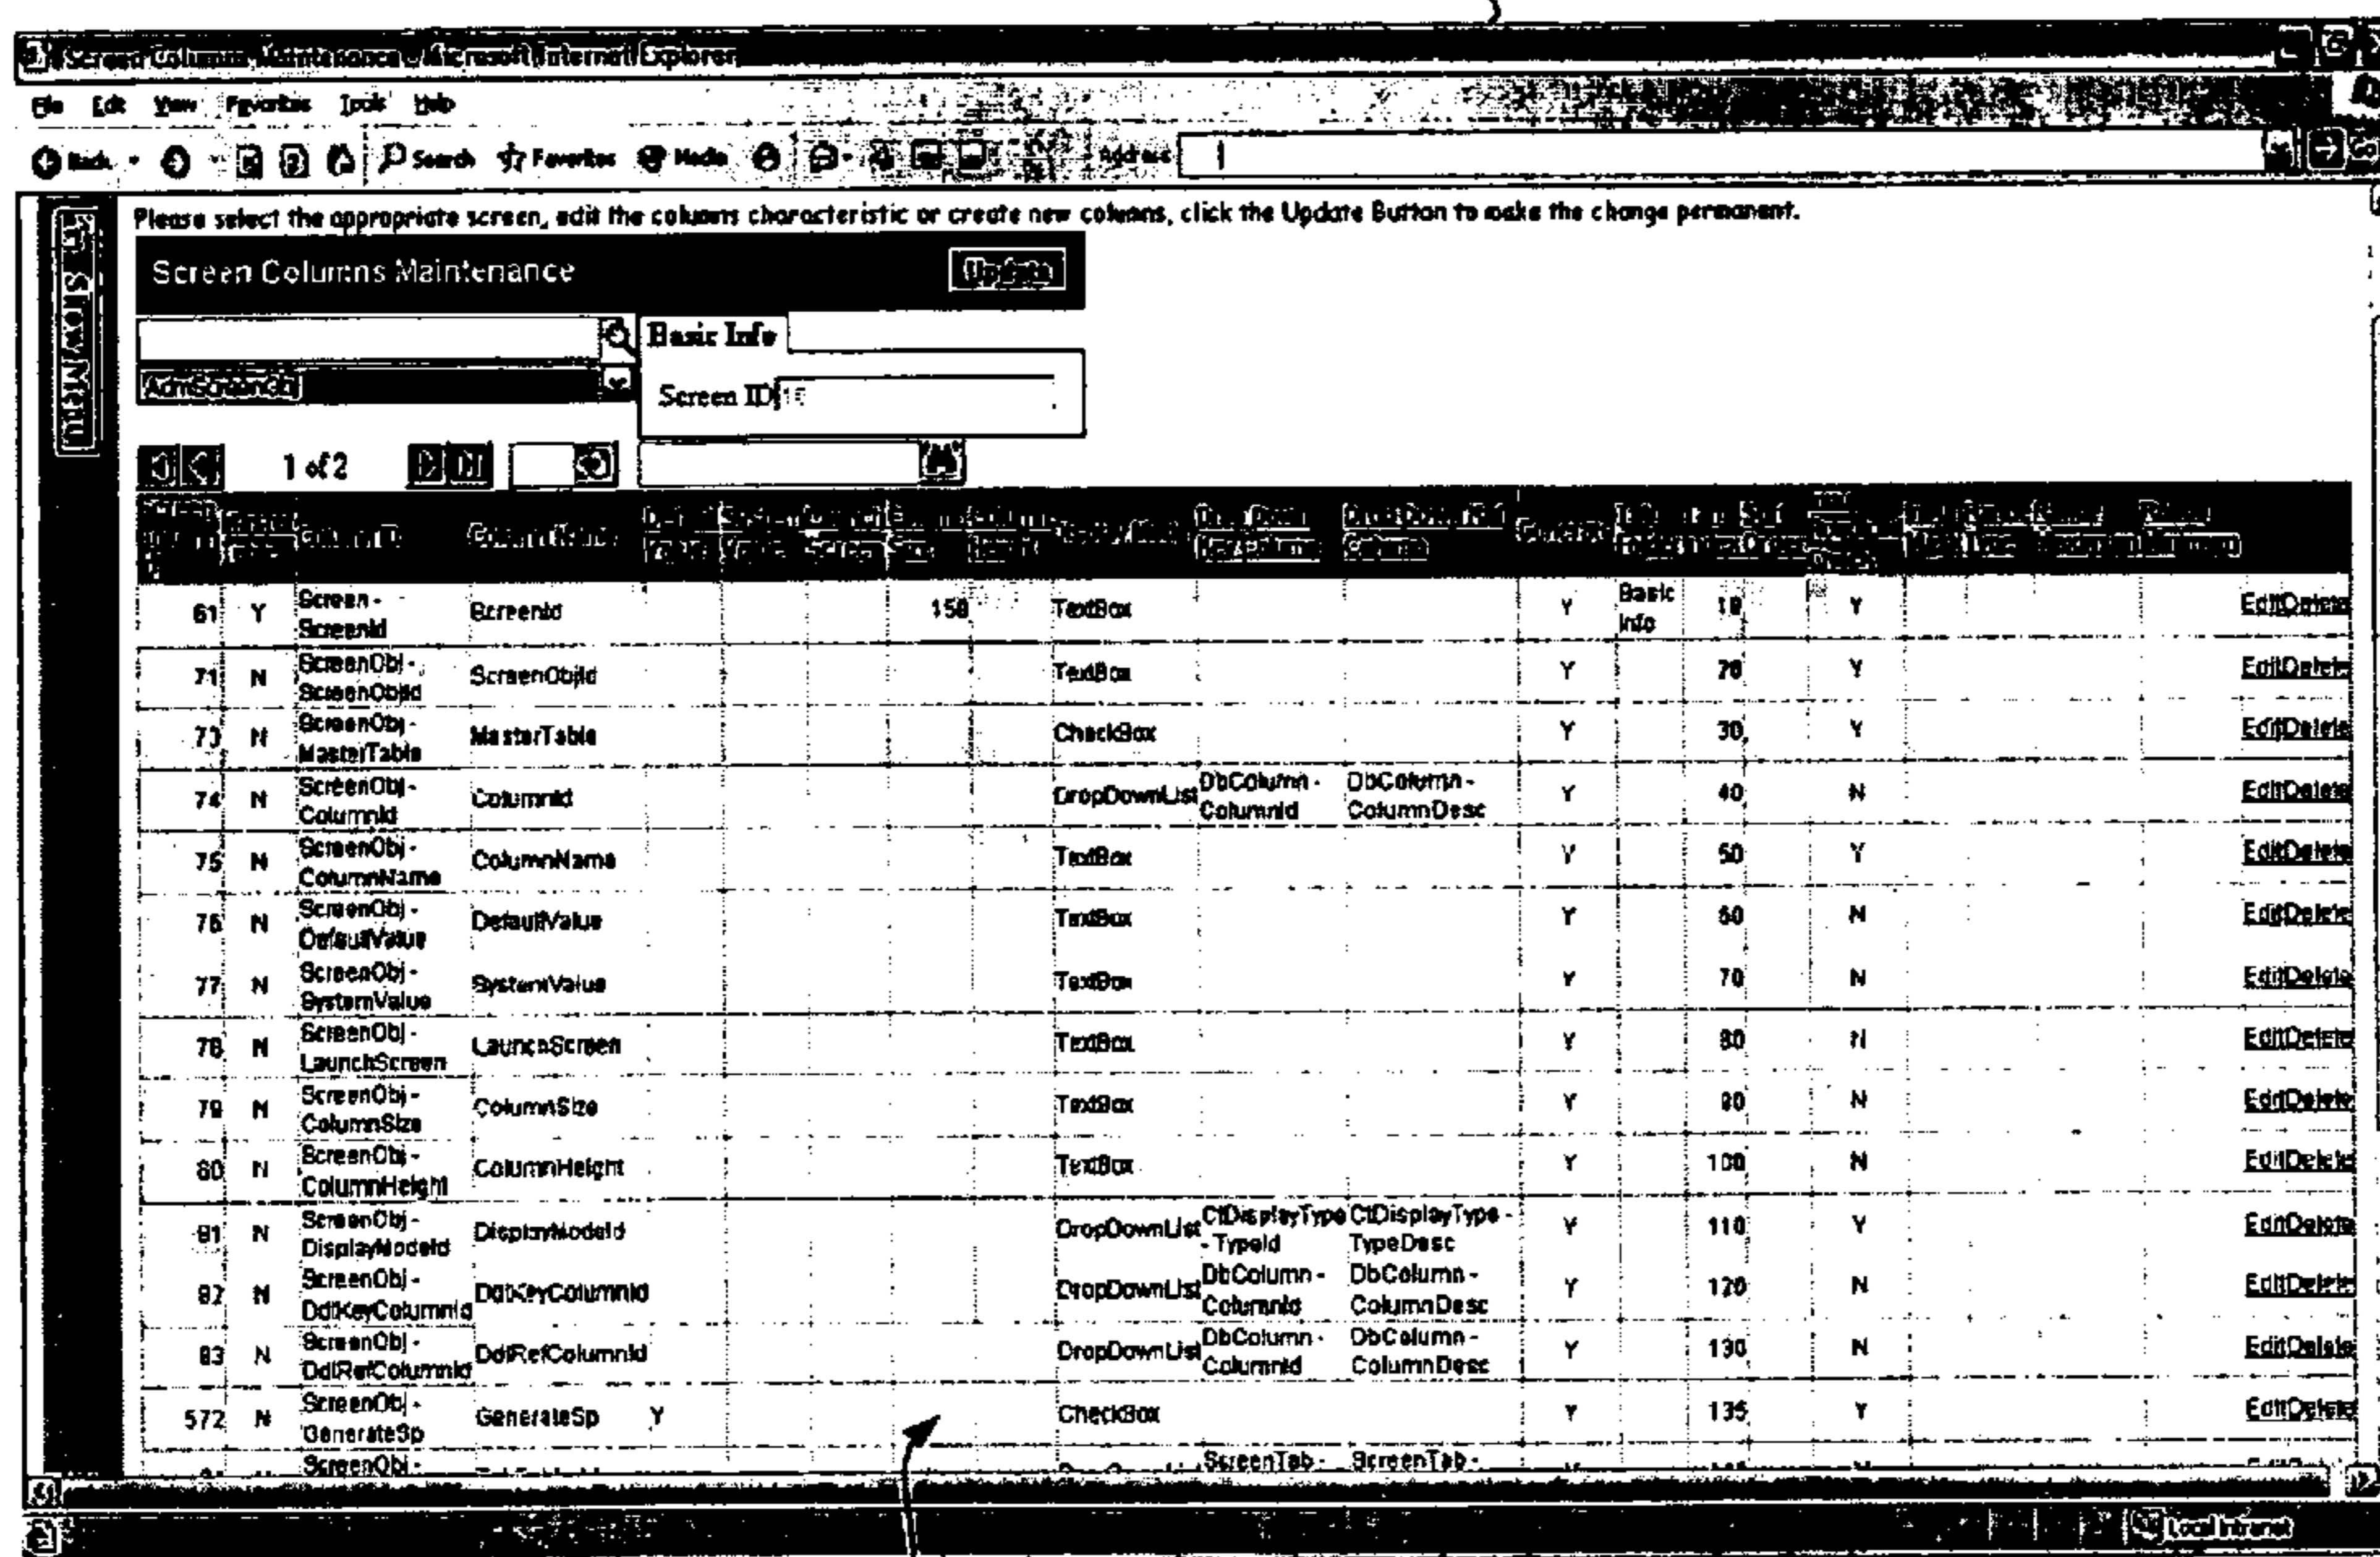 Screen Columns Maintenance - Microsoft Internet Explorer
File Edit View Favorites Tools Help
Back Search Favorites Media Address Go
Please select the appropriate screen, edit the columns characteristic or create new columns, click the Update Button to make the change permanent.
Screen Columns Maintenance Update
Basic Info
AdmScreenObj
Screen ID
1 of 2
ColumnID
61 Y Screen - ScreenId ScreenId 150 TextBox Y Basic Info 10 Y EditDelete
71 N ScreenObj - ScreenObjId ScreenObjId TextBox Y 20 Y EditDelete
73 N ScreenObj - MasterTable MasterTable CheckBox Y 30 Y EditDelete
74 N ScreenObj - ColumnId ColumnId DropDownList DbColumn - ColumnId DbColumn - ColumnDesc Y 40 N EditDelete
75 N ScreenObj - ColumnName ColumnName TextBox Y 50 Y EditDelete
76 N ScreenObj - DefaultValue DefaultValue TextBox Y 60 N EditDelete
77 N ScreenObj - SystemValue SystemValue TextBox Y 70 N EditDelete
78 N ScreenObj - LaunchScreen LaunchScreen TextBox Y 80 N EditDelete
79 N ScreenObj - ColumnSize ColumnSize TextBox Y 90 N EditDelete
80 N ScreenObj - ColumnHeight ColumnHeight TextBox Y 100 N EditDelete
81 N ScreenObj - DisplayModeId DisplayModeId DropDownList CtDisplayType - TypeId CtDisplayType - TypeDesc Y 110 Y EditDelete
82 N ScreenObj - DdlKeyColumnId DdlKeyColumnId DropDownList DbColumn - ColumnId DbColumn - ColumnDesc Y 120 N EditDelete
83 N ScreenObj - DdlRefColumnId DdlRefColumnId DropDownList DbColumn - ColumnId DbColumn - ColumnDesc Y 130 N EditDelete
572 N ScreenObj - GenerateSp GenerateSp Y CheckBox Y 135 Y EditDelete
ScreenObj - ScreenTab - ScreenTab -
Local intranet